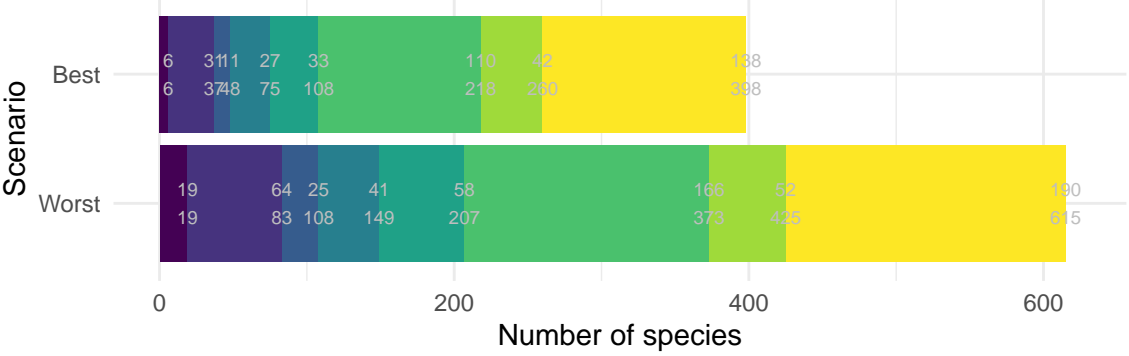 Scenario
Best
6 31 11 27 33 110 42 138
6 37 48 75 108 218 260 398
Worst
19 64 25 41 58 166 52 190
19 83 108 149 207 373 425 615
0 200 400 600
Number of species